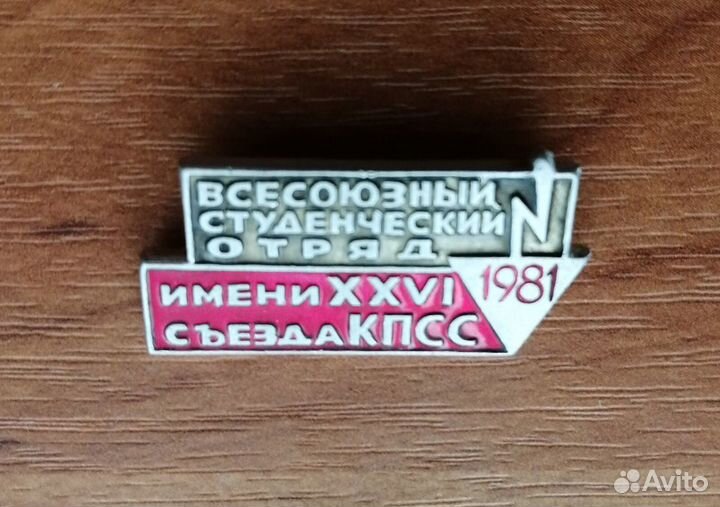 ВСЕСОЮЗНЫЙ
СТУДЕНЧЕСКИЙ
ОТРЯД
ИМЕНИ XXVI
СЪЕЗДА КПСС
1981
Avito